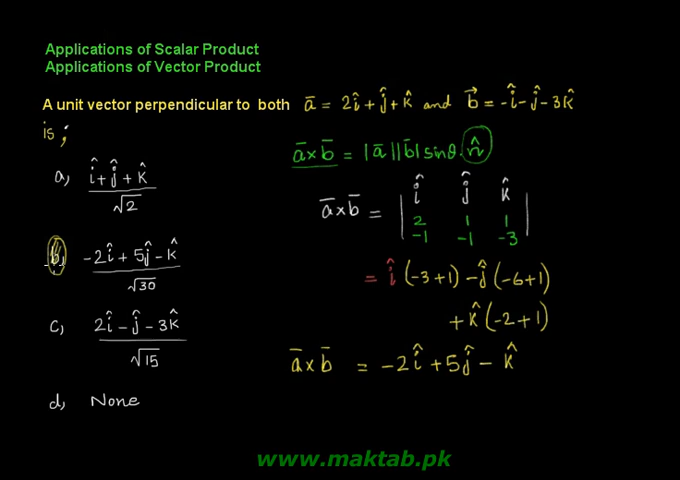 Applications of Scalar Product
Applications of Vector Product
A unit vector perpendicular to both a̅ = 2î + ĵ + k̂ and b⃗ = -î - ĵ - 3k̂
is ;
a, (î + ĵ + k̂) / √2
b, (-2î + 5ĵ - k̂) / √30
c, (2î - ĵ - 3k̂) / √15
d, None
a̅ × b̅ = |a̅||b̅| sinθ. n̂
a̅ × b̅ = | î ĵ k̂ |
2 1 1
-1 -1 -3
= î (-3+1) - ĵ (-6+1)
+ k̂ (-2+1)
a̅ × b̅ = -2î + 5ĵ - k̂
www.maktab.pk